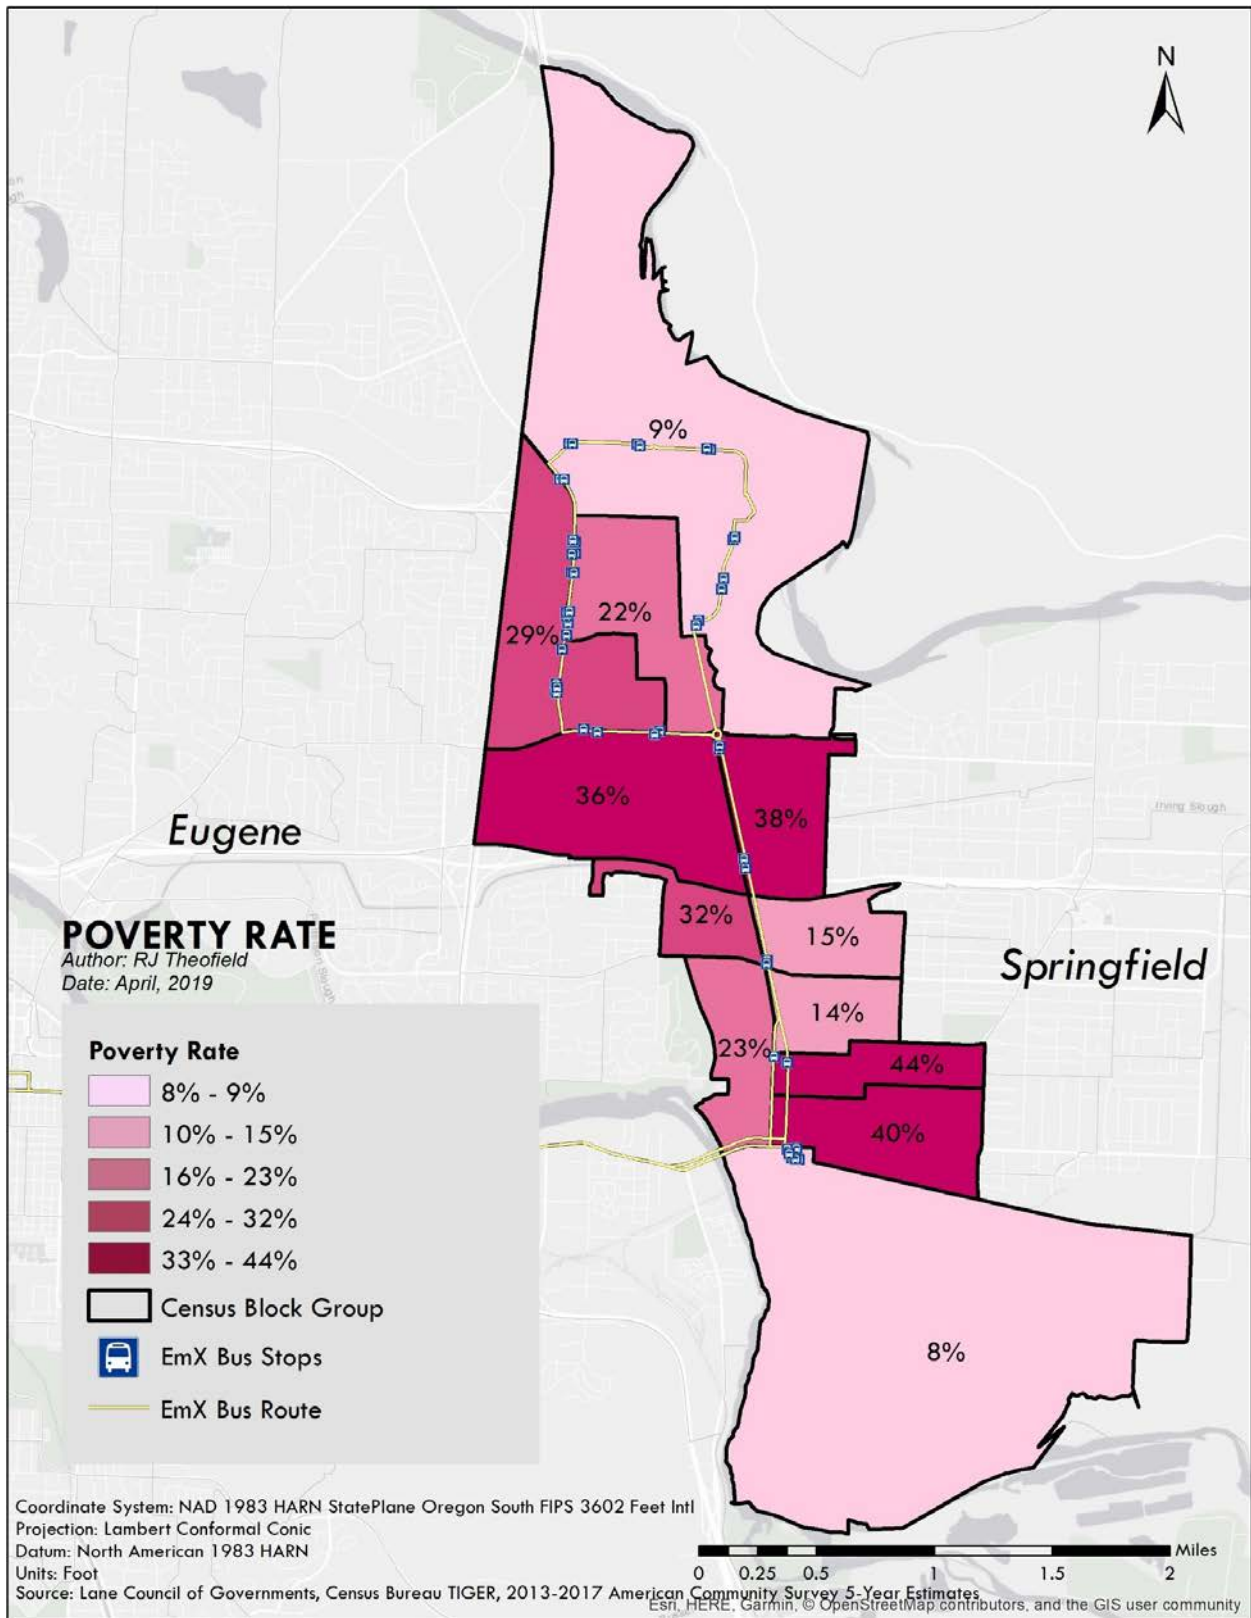 N
9%
22%
29%
36%
38%
Irving Slough
Eugene
32%
15%
Springfield
POVERTY RATE
Author: RJ Theofield
Date: April, 2019
14%
23%
44%
40%
8%
Poverty Rate
8% - 9%
10% - 15%
16% - 23%
24% - 32%
33% - 44%
Census Block Group
EmX Bus Stops
EmX Bus Route
Coordinate System: NAD 1983 HARN StatePlane Oregon South FIPS 3602 Feet Intl
Projection: Lambert Conformal Conic
Datum: North American 1983 HARN
Units: Foot
Source: Lane Council of Governments, Census Bureau TIGER, 2013-2017 American Community Survey 5-Year Estimates
Miles
0 0.25 0.5 1 1.5 2
Esri, HERE, Garmin, © OpenStreetMap contributors, and the GIS user community